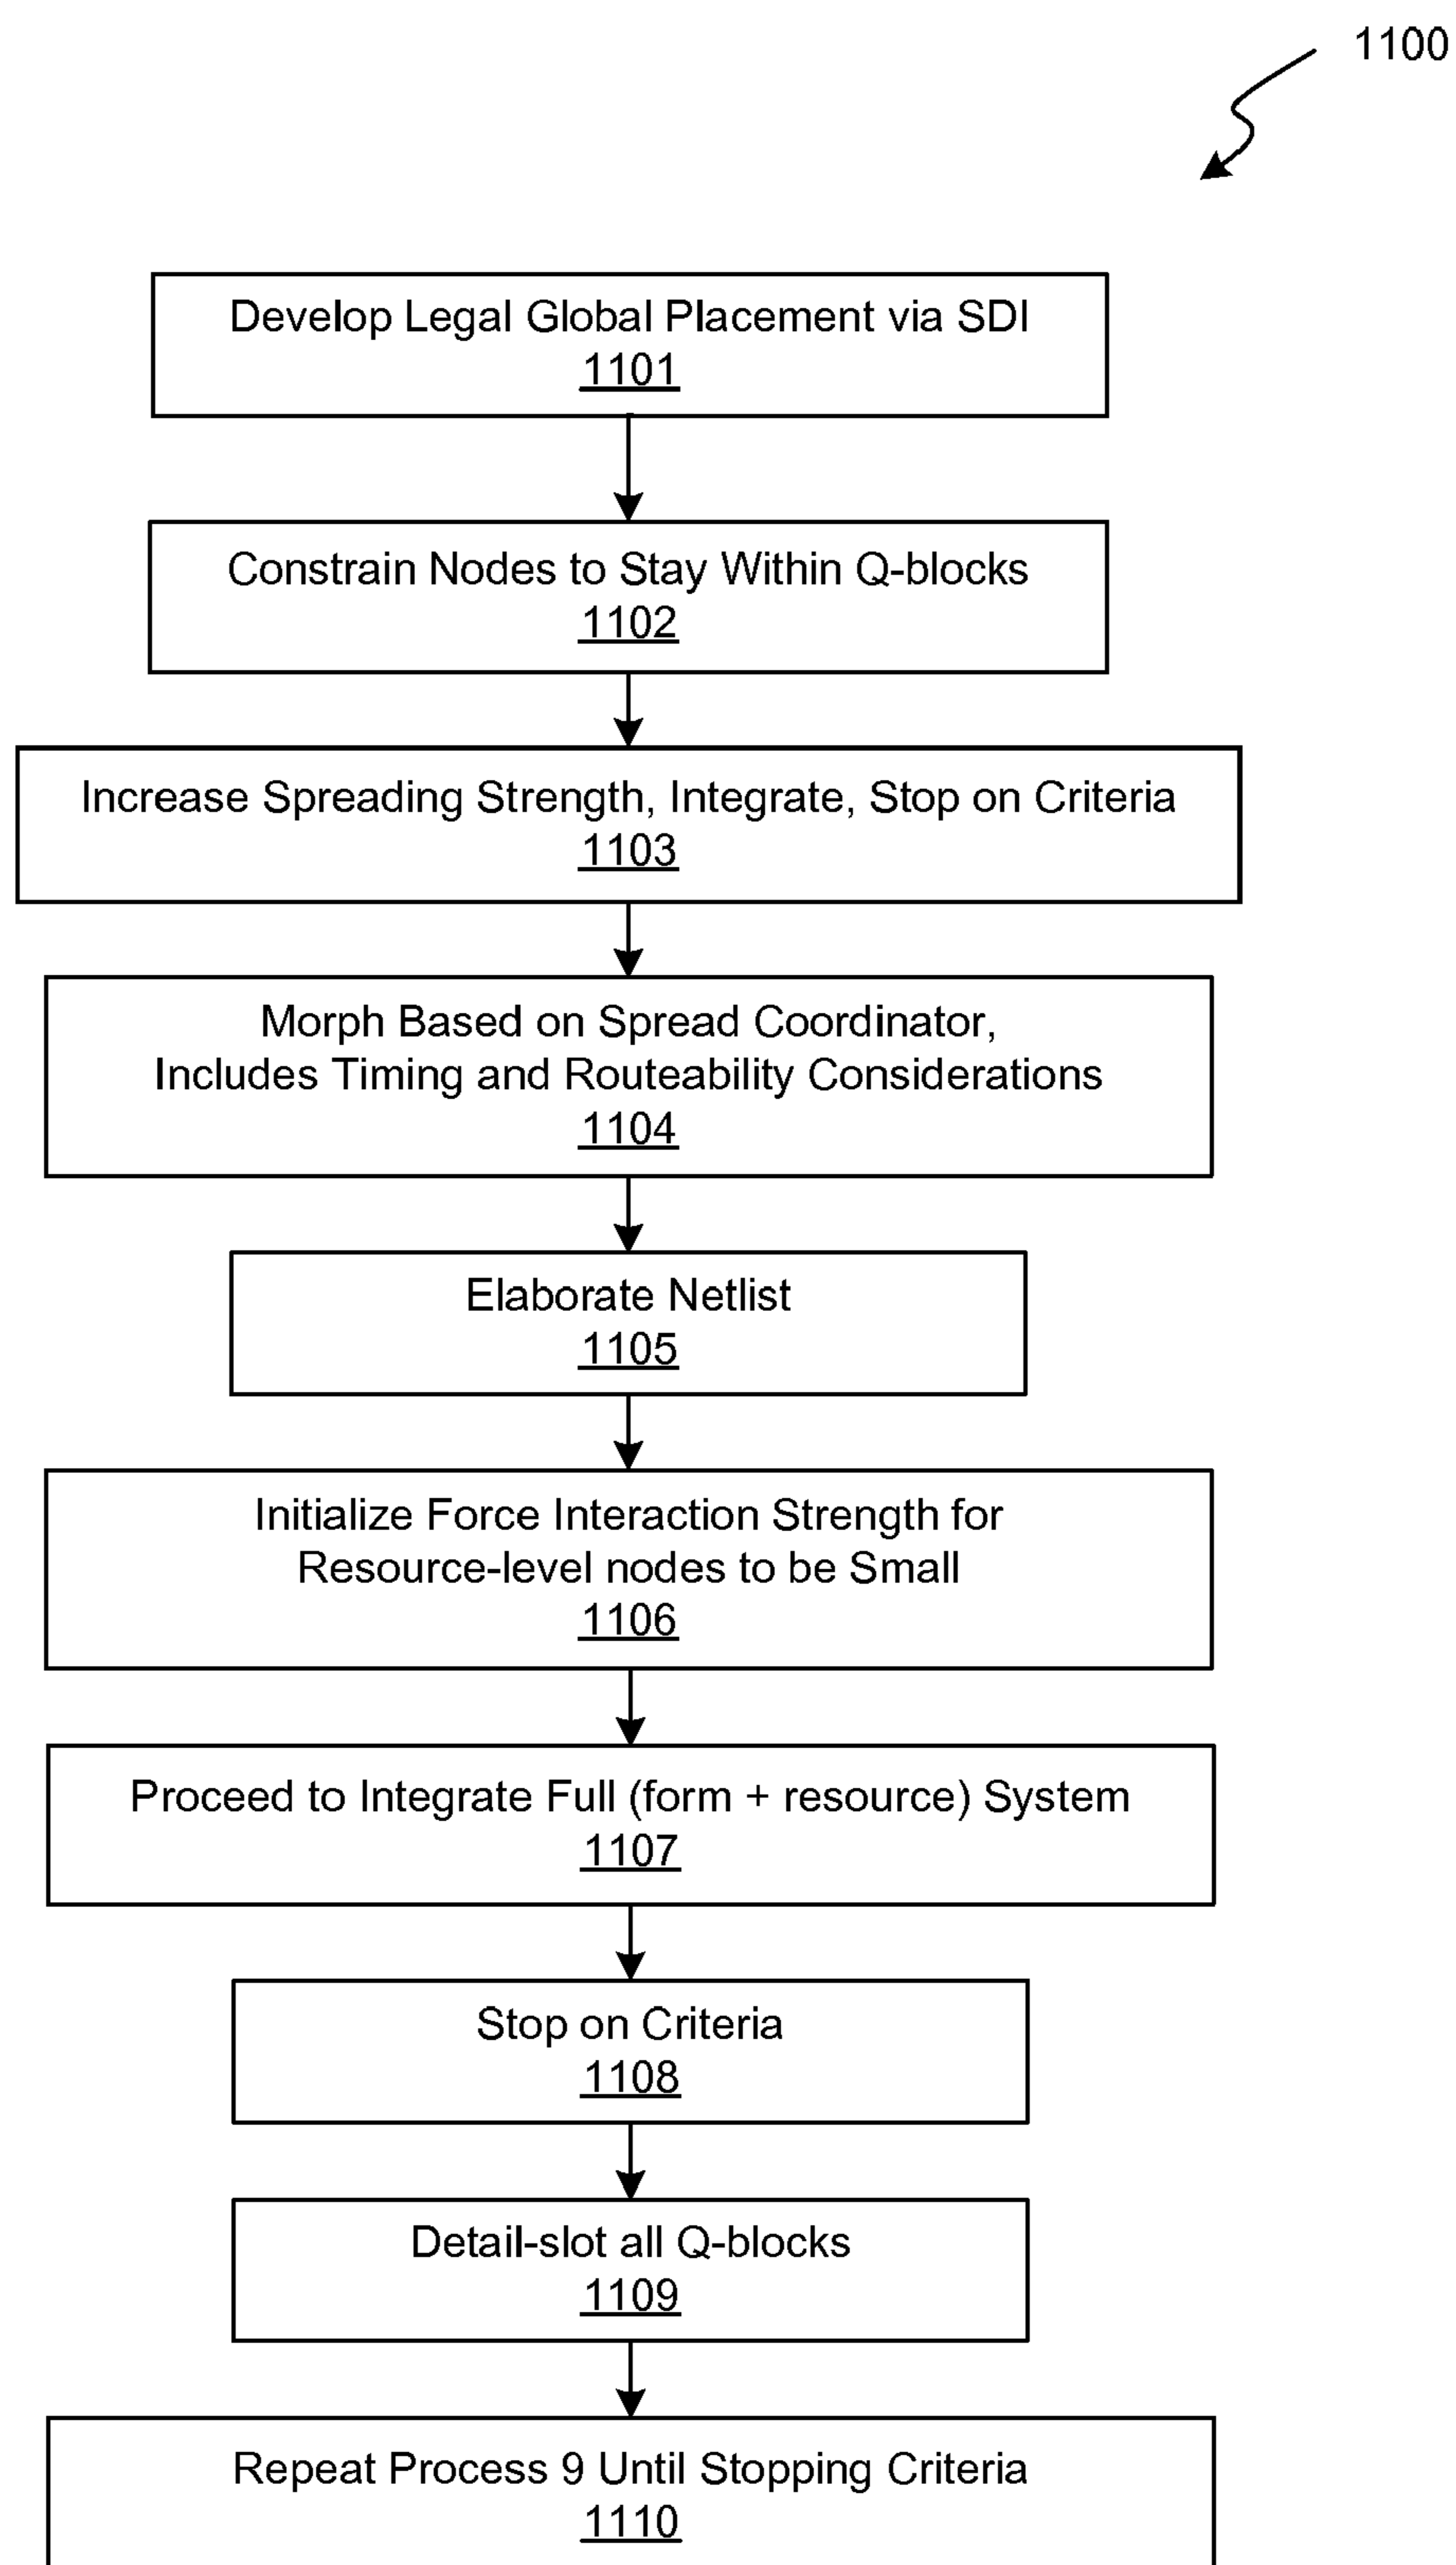 1100
Develop Legal Global Placement via SDI
1101
Constrain Nodes to Stay Within Q-blocks
1102
Increase Spreading Strength, Integrate, Stop on Criteria
1103
Morph Based on Spread Coordinator,
Includes Timing and Routeability Considerations
1104
Elaborate Netlist
1105
Initialize Force Interaction Strength for
Resource-level nodes to be Small
1106
Proceed to Integrate Full (form + resource) System
1107
Stop on Criteria
1108
Detail-slot all Q-blocks
1109
Repeat Process 9 Until Stopping Criteria
1110